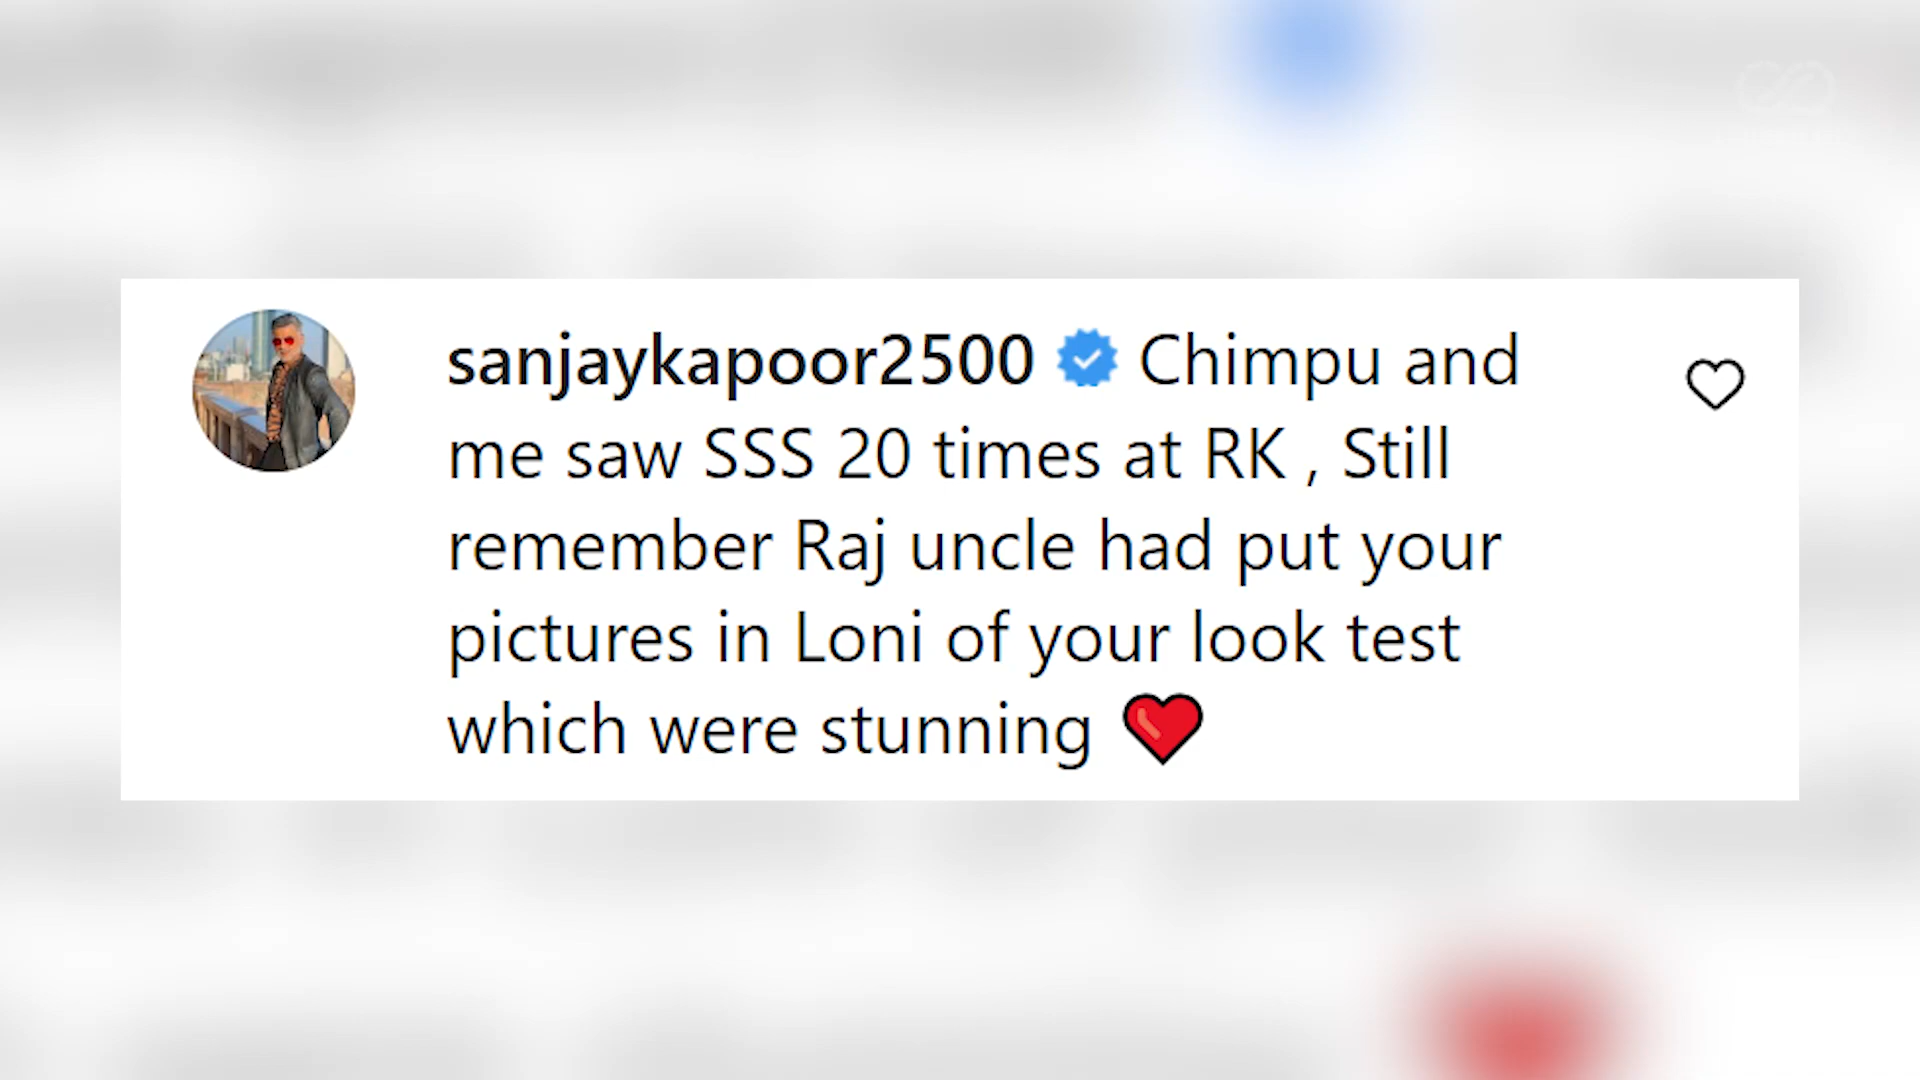 sanjaykapoor2500 Chimpu and
me saw SSS 20 times at RK , Still
remember Raj uncle had put your
pictures in Loni of your look test
which were stunning ❤️